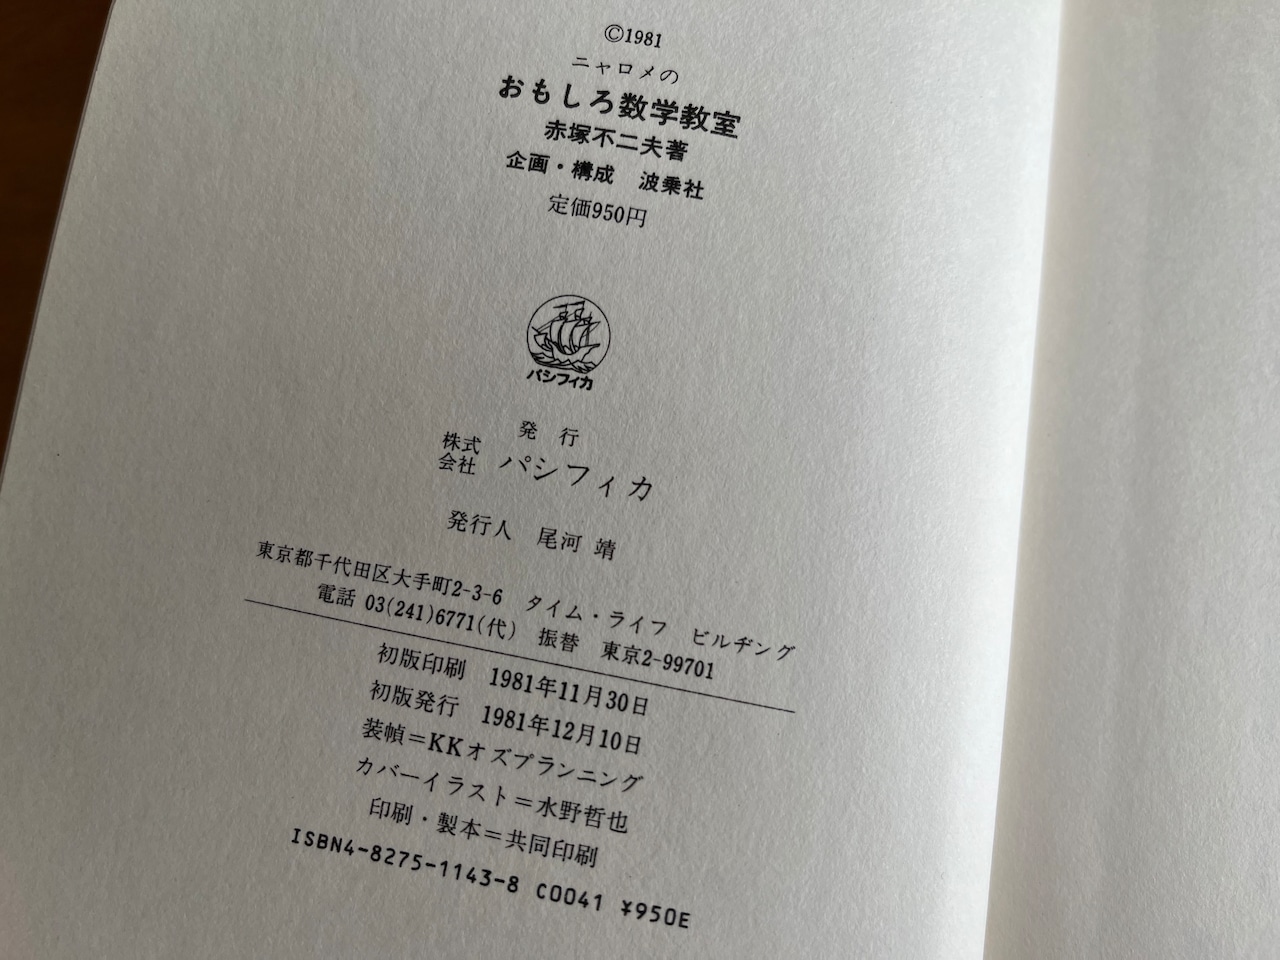 ©1981
ニャロメの
おもしろ数学教室
赤塚不二夫著
企画・構成 波乗社
定価950円
パシフィカ
発 行
株式会社 パシフィカ
発行人 尾河 靖
東京都千代田区大手町2-3-6 タイム・ライフ ビルヂング
電話 03(241)6771(代) 振替 東京2-99701
初版印刷 1981年11月30日
初版発行 1981年12月10日
装幀＝KKオズプランニング
カバーイラスト＝水野哲也
印刷・製本＝共同印刷
ISBN4-8275-1143-8 C0041 ¥950E